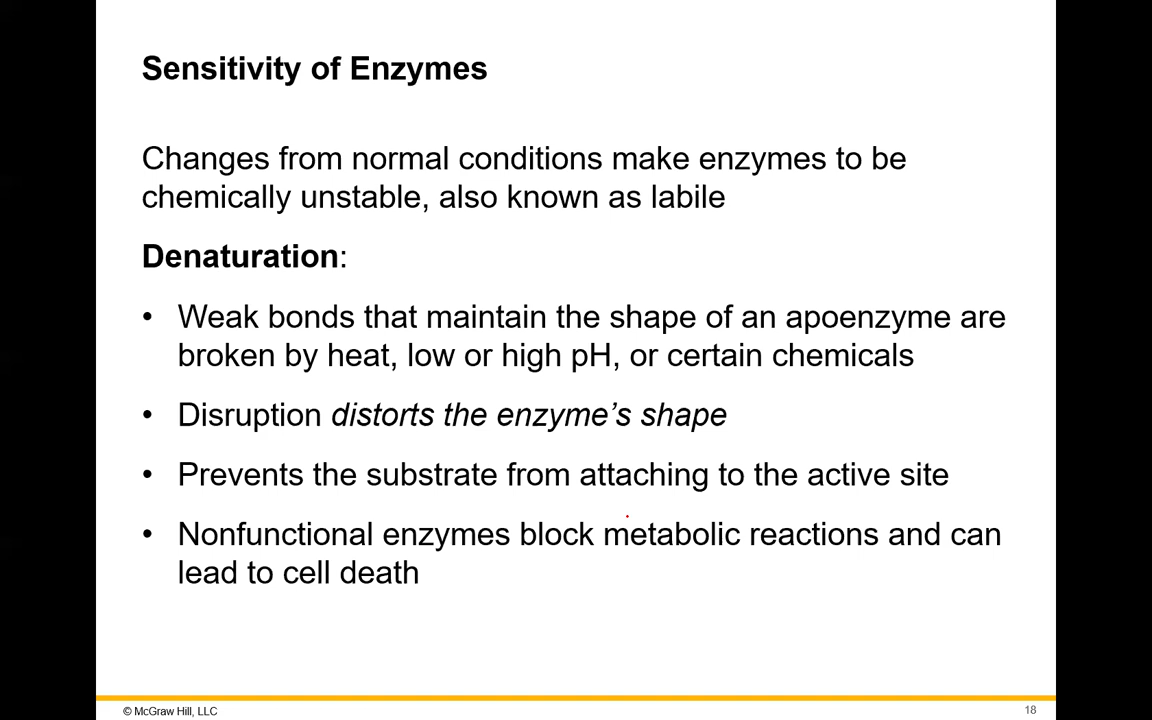 Sensitivity of Enzymes
Changes from normal conditions make enzymes to be
chemically unstable, also known as labile
Denaturation:
• Weak bonds that maintain the shape of an apoenzyme are
broken by heat, low or high pH, or certain chemicals
• Disruption distorts the enzyme’s shape
• Prevents the substrate from attaching to the active site
• Nonfunctional enzymes block metabolic reactions and can
lead to cell death
© McGraw Hill, LLC
18